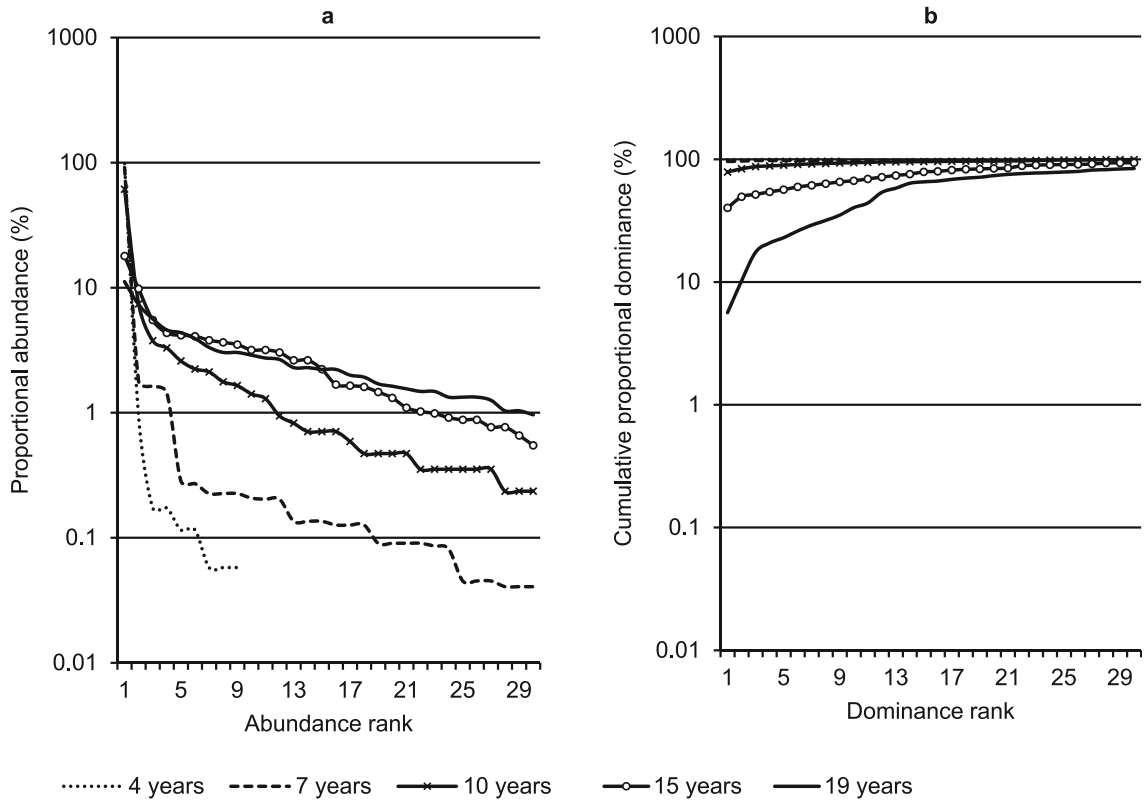 a
1000
100
10
1
0.1
0.01
Proportional abundance (%)
1 5 9 13 17 21 25 29
Abundance rank
b
1000
100
10
1
0.1
0.01
Cumulative proportional dominance (%)
1 5 9 13 17 21 25 29
Dominance rank
4 years 7 years 10 years 15 years 19 years